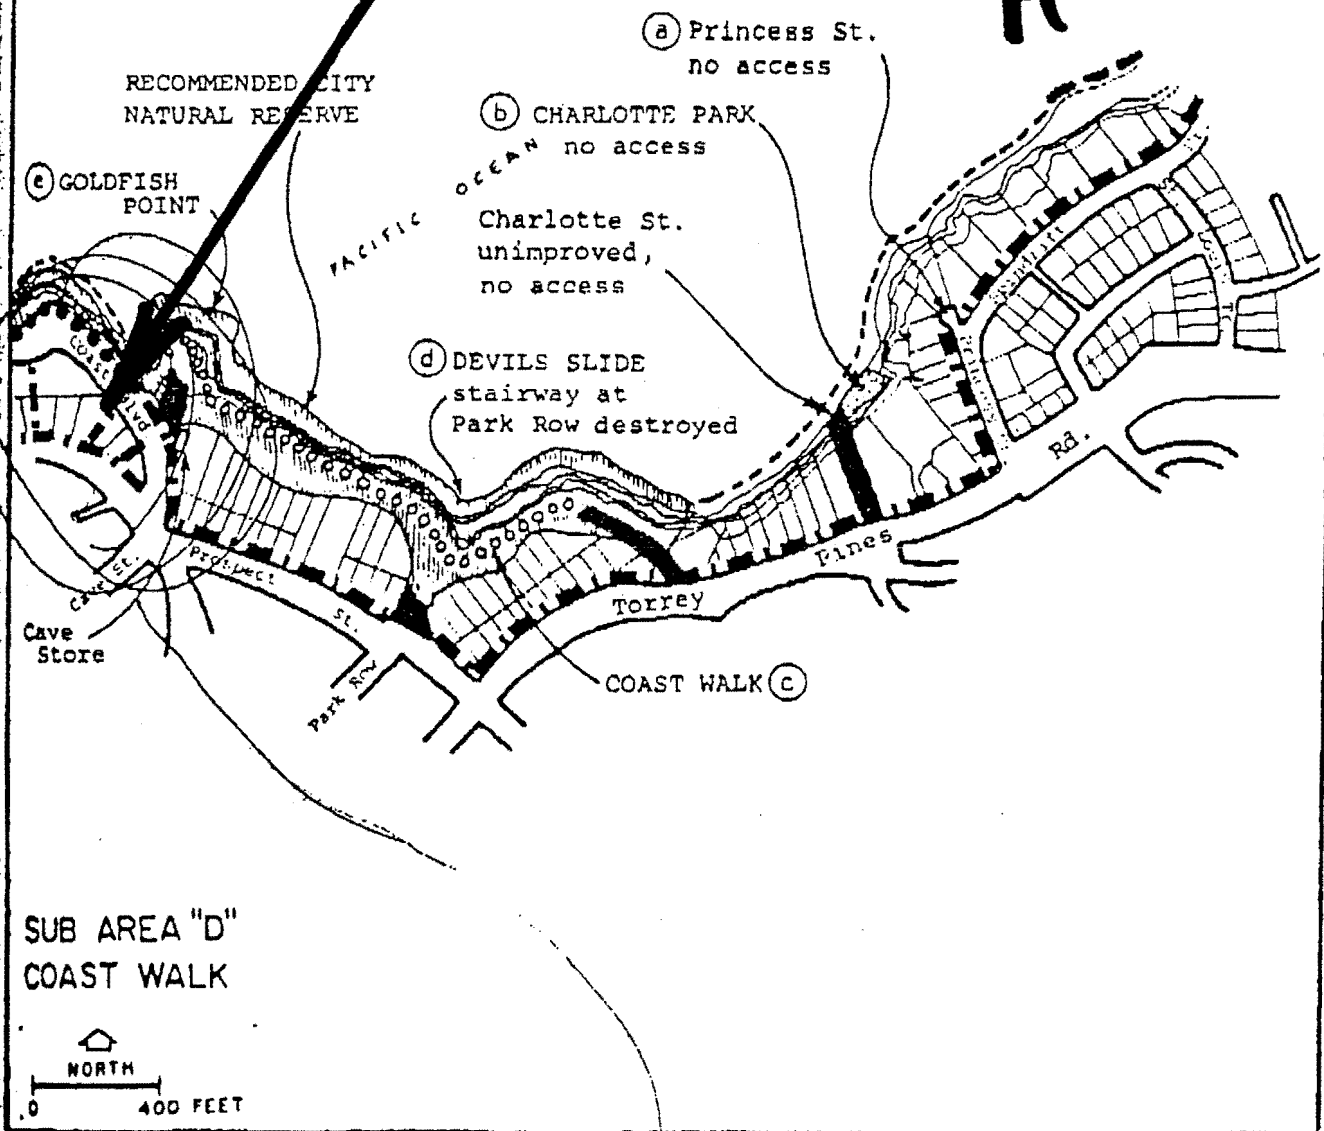 ⓐ Princess St.
no access
RECOMMENDED CITY
NATURAL RESERVE
ⓑ CHARLOTTE PARK
no access
PACIFIC OCEAN
ⓔ GOLDFISH
POINT
Charlotte St.
unimproved,
no access
ⓓ DEVILS SLIDE
stairway at
Park Row destroyed
Coast
Blvd
Rd.
Pines
Torrey
Prospect
St.
Cave St.
Cave
Store
Park Row
COAST WALK ⓒ
SUB AREA "D"
COAST WALK
NORTH
0 400 FEET